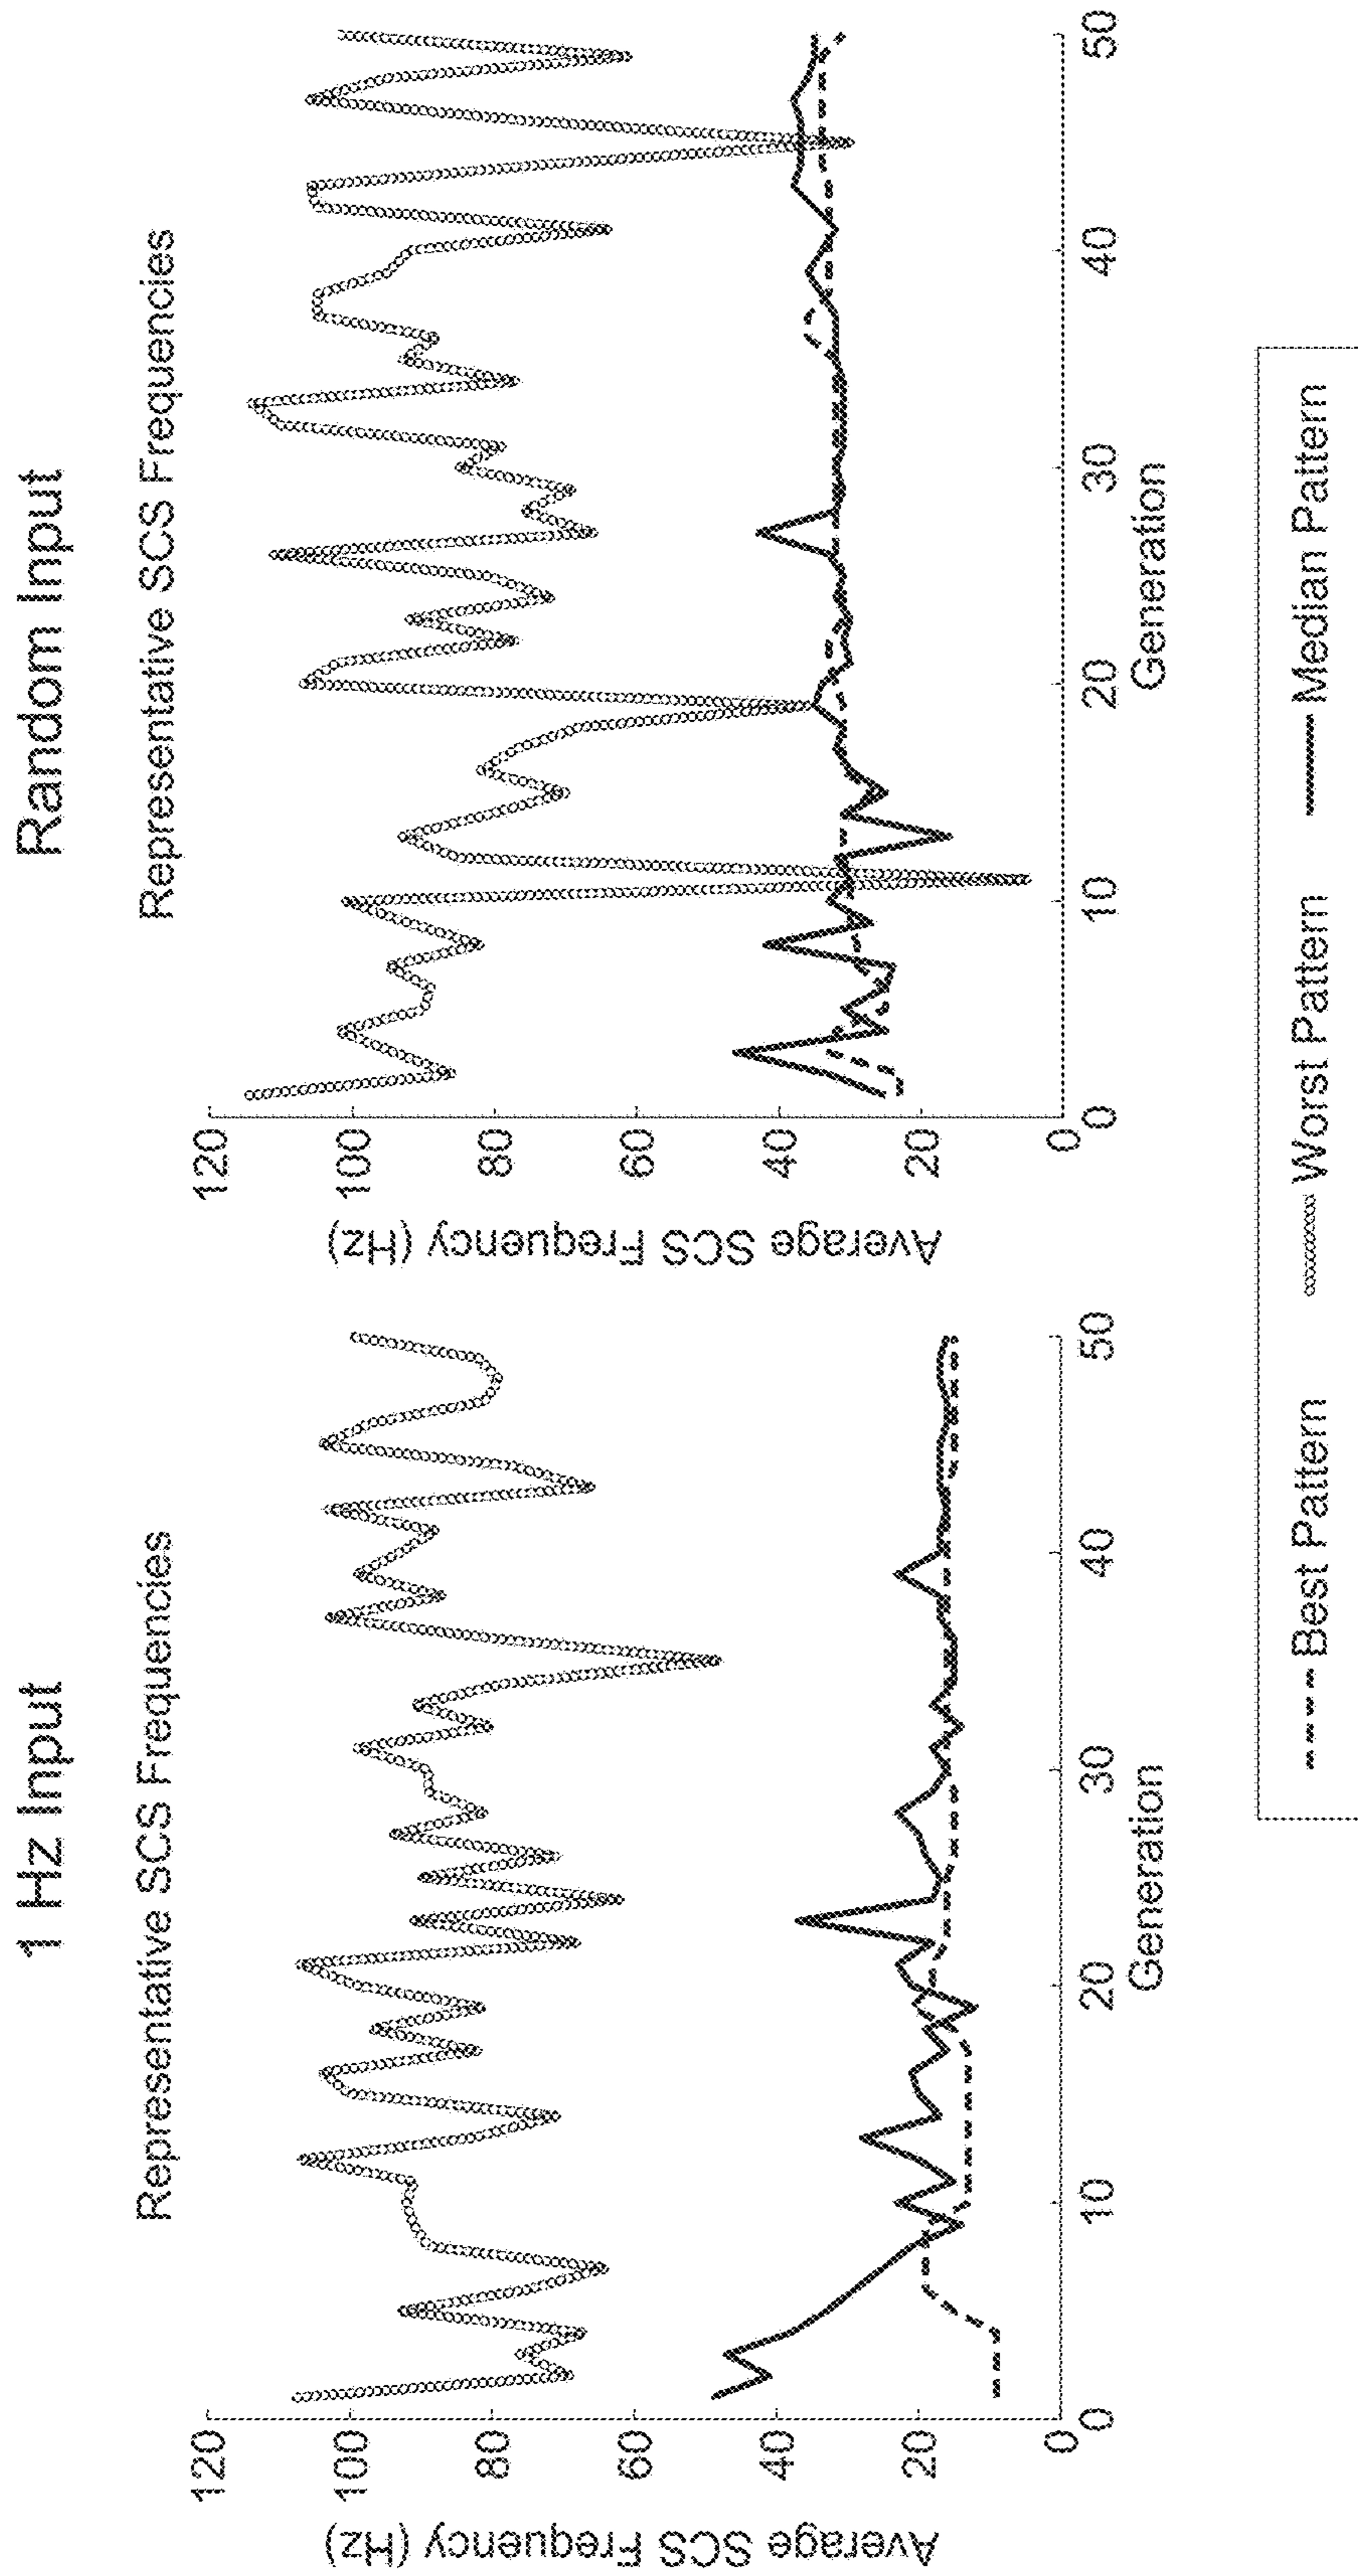 1 Hz Input
Representative SCS Frequencies
Average SCS Frequency (Hz)
120
100
80
60
40
20
0
0 10 20 30 40 50
Generation
Random Input
Representative SCS Frequencies
Average SCS Frequency (Hz)
120
100
80
60
40
20
0
0 10 20 30 40 50
Generation
Best Pattern Worst Pattern Median Pattern